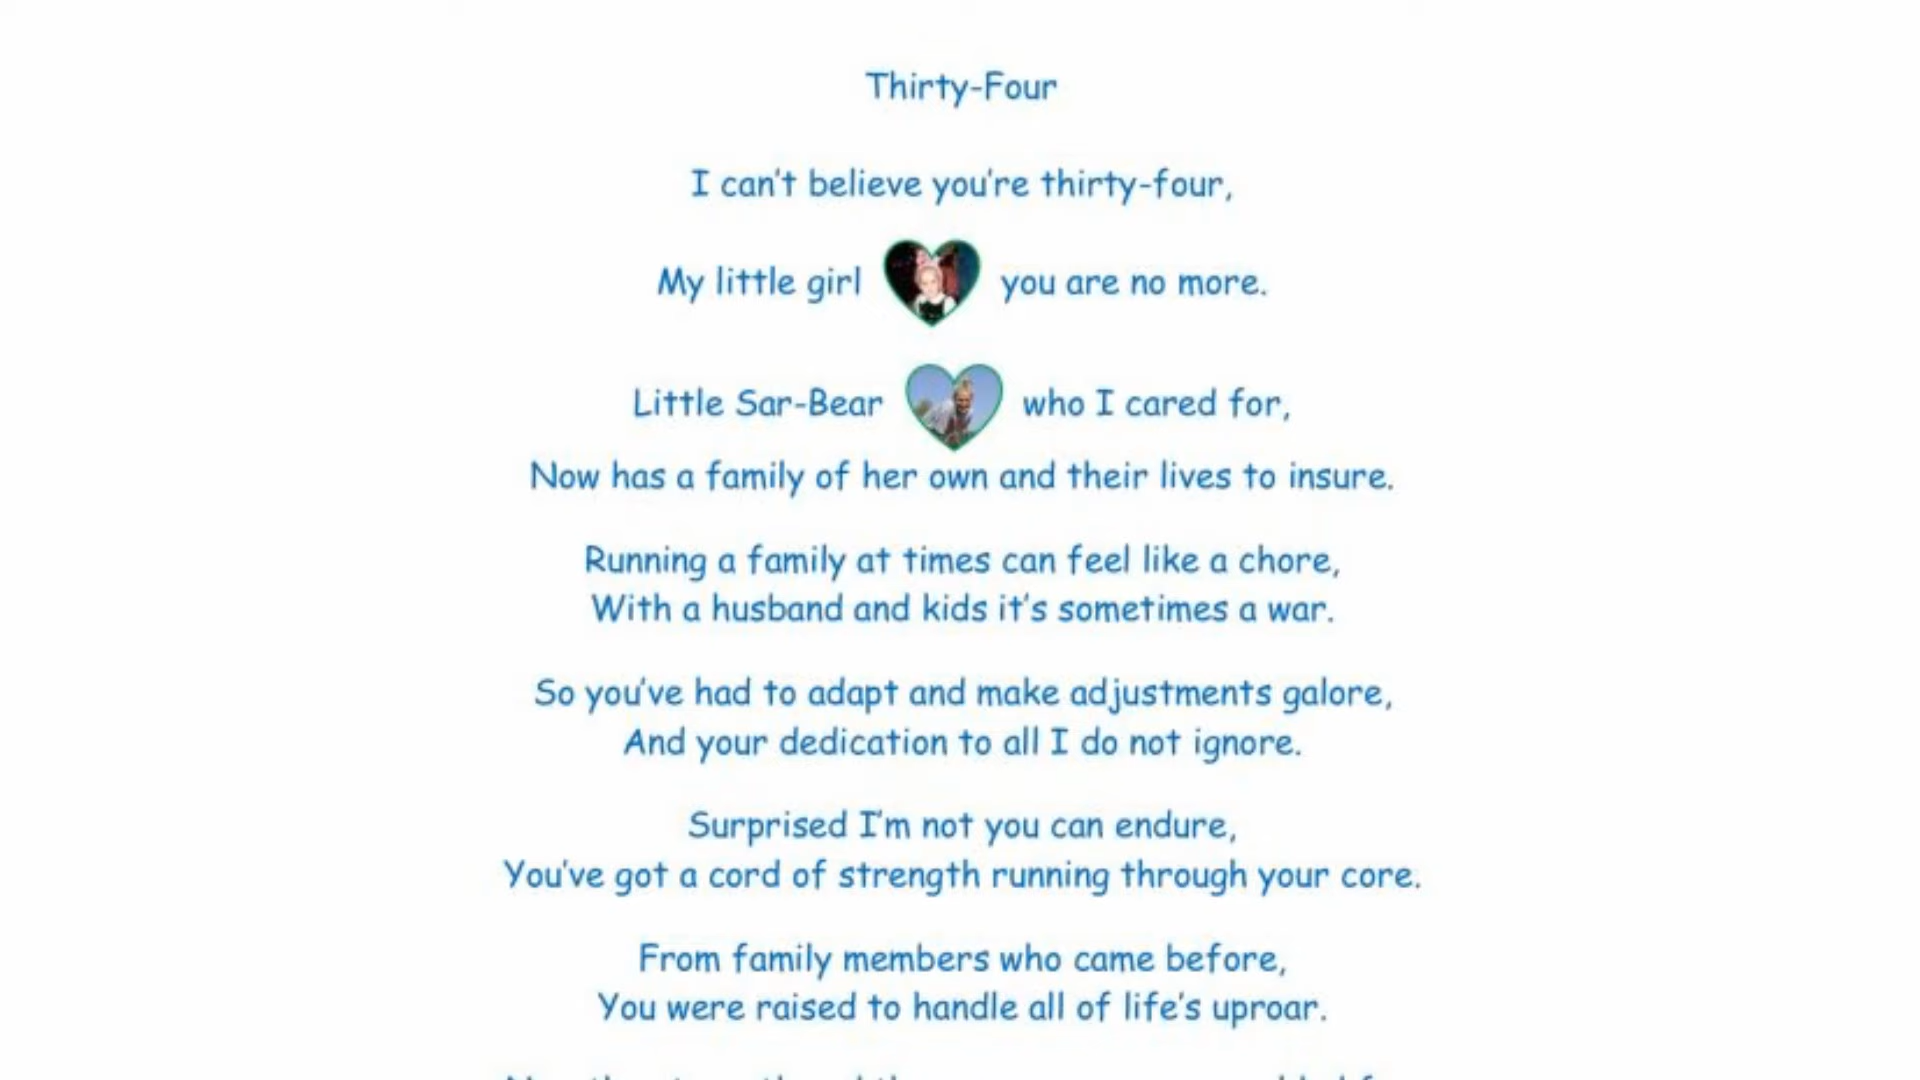 Thirty-Four
I can't believe you're thirty-four,
My little girl you are no more.
Little Sar-Bear who I cared for,
Now has a family of her own and their lives to insure.
Running a family at times can feel like a chore,
With a husband and kids it's sometimes a war.
So you've had to adapt and make adjustments galore,
And your dedication to all I do not ignore.
Surprised I'm not you can endure,
You've got a cord of strength running through your core.
From family members who came before,
You were raised to handle all of life's uproar.